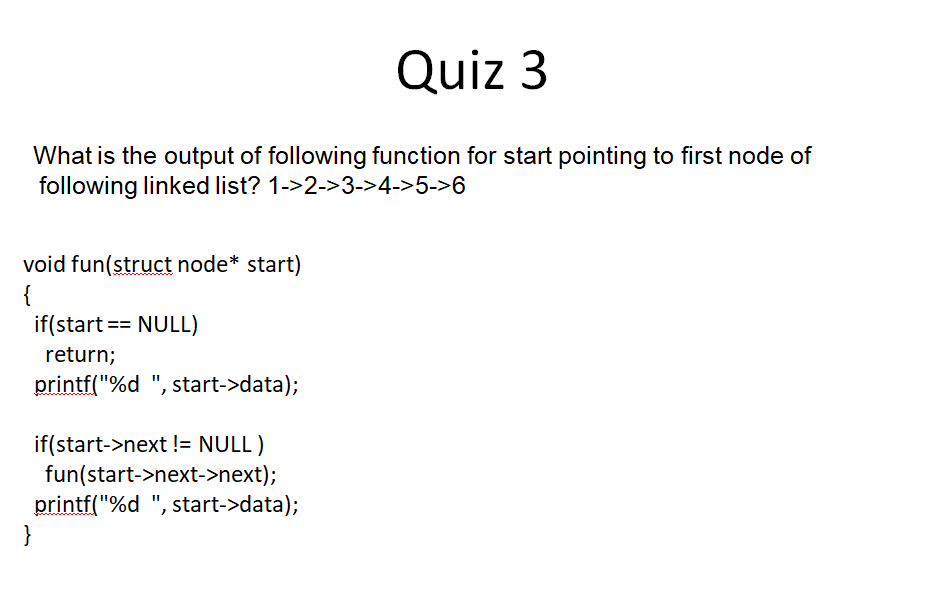 Quiz 3
What is the output of following function for start pointing to first node of
following linked list? 1->2->3->4->5->6
void fun(struct node* start)
{
if(start == NULL)
return;
printf("%d  ", start->data);
if(start->next != NULL )
fun(start->next->next);
printf("%d  ", start->data);
}